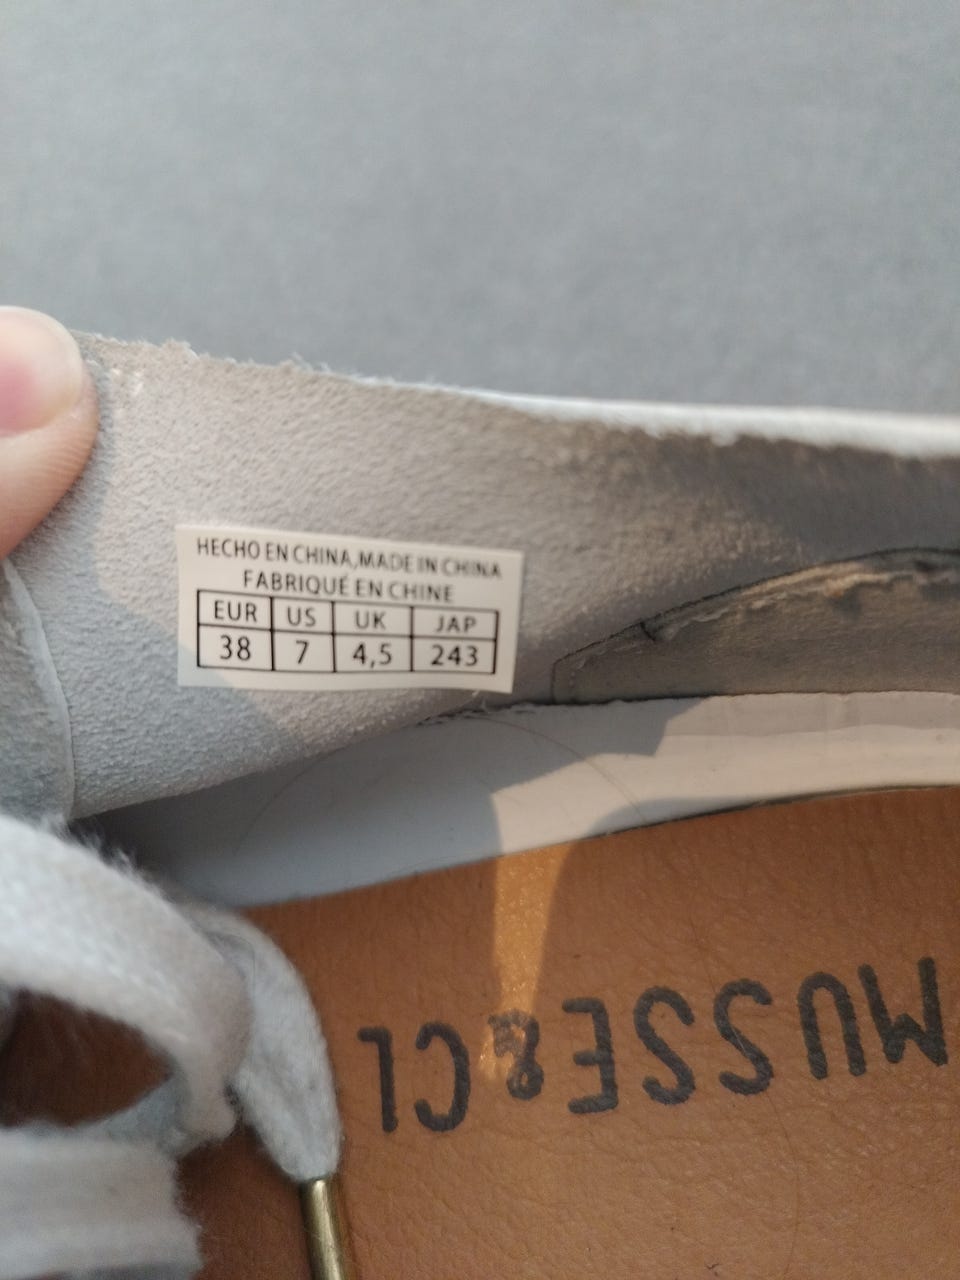 HECHO EN CHINA, MADE IN CHINA
FABRIQUÉ EN CHINE
EUR US UK JAP
38 7 4,5 243
MUSSE & CL